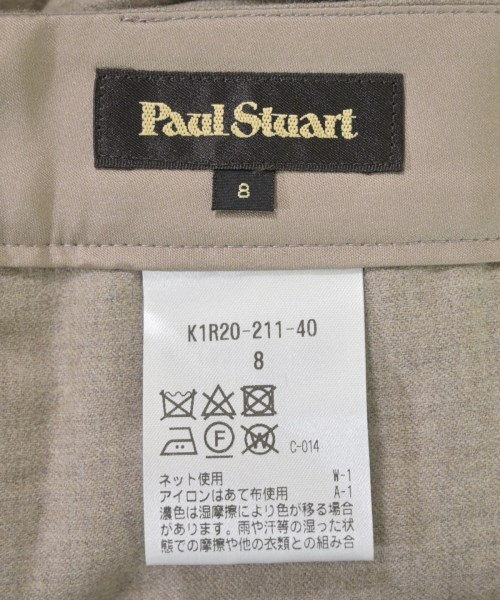 Paul Stuart
8
K1R20-211-40
8
F W C-014
ネット使用 W-1
アイロンはあて布使用 A-1
濃色は湿摩擦により色が移る場合
があります。雨や汗等の湿った状
態での摩擦や他の衣類との組み合